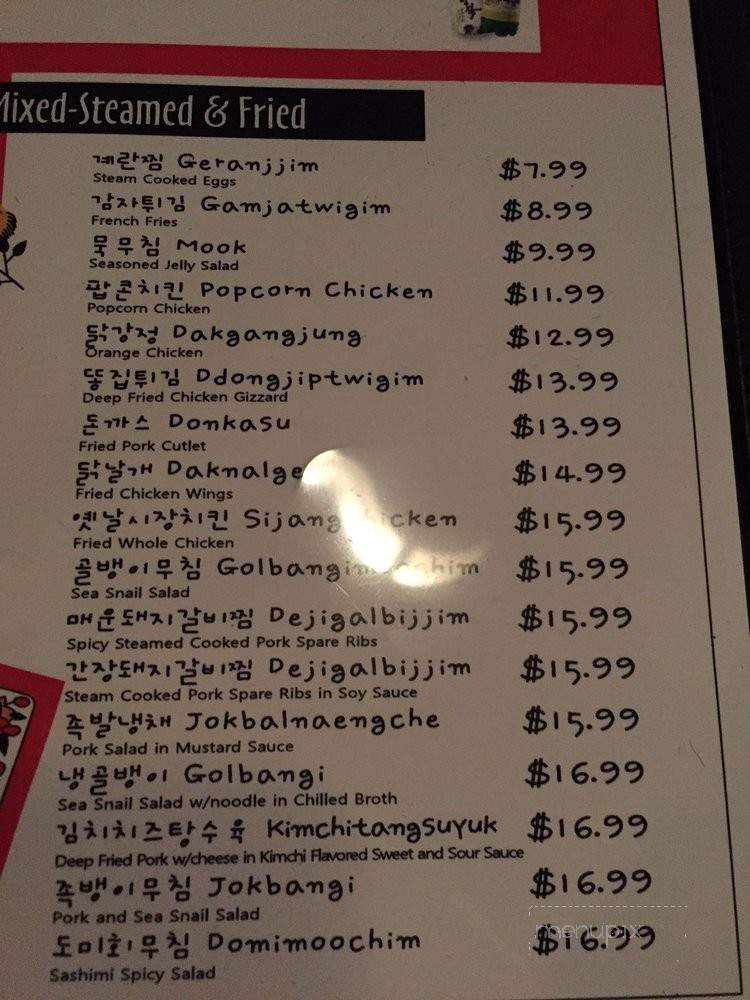 Mixed-Steamed & Fried
계란찜 Geranjjim $7.99
Steam Cooked Eggs
감자튀김 Gamjatwigim $8.99
French Fries
묵무침 Mook $9.99
Seasoned Jelly Salad
팝콘치킨 Popcorn Chicken $11.99
Popcorn Chicken
닭강정 Dakgangjung $12.99
Orange Chicken
똥집튀김 Ddongjiptwigim $13.99
Deep Fried Chicken Gizzard
돈까스 Donkasu $13.99
Fried Pork Cutlet
닭날개 Daknalge $14.99
Fried Chicken Wings
옛날시장치킨 Sijang Chicken $15.99
Fried Whole Chicken
골뱅이무침 Golbangimoochim $15.99
Sea Snail Salad
매운돼지갈비찜 Dejigalbijjim $15.99
Spicy Steamed Cooked Pork Spare Ribs
간장돼지갈비찜 Dejigalbijjim $15.99
Steam Cooked Pork Spare Ribs in Soy Sauce
족발냉채 Jokbalnaengche $15.99
Pork Salad in Mustard Sauce
냉골뱅이 Golbangi $16.99
Sea Snail Salad w/noodle in Chilled Broth
김치치즈탕수육 Kimchitangsuyuk $16.99
Deep Fried Pork w/cheese in Kimchi Flavored Sweet and Sour Sauce
족뱅이무침 Jokbangi $16.99
Pork and Sea Snail Salad
도미회무침 Domimoochim $16.99
Sashimi Spicy Salad
menupix